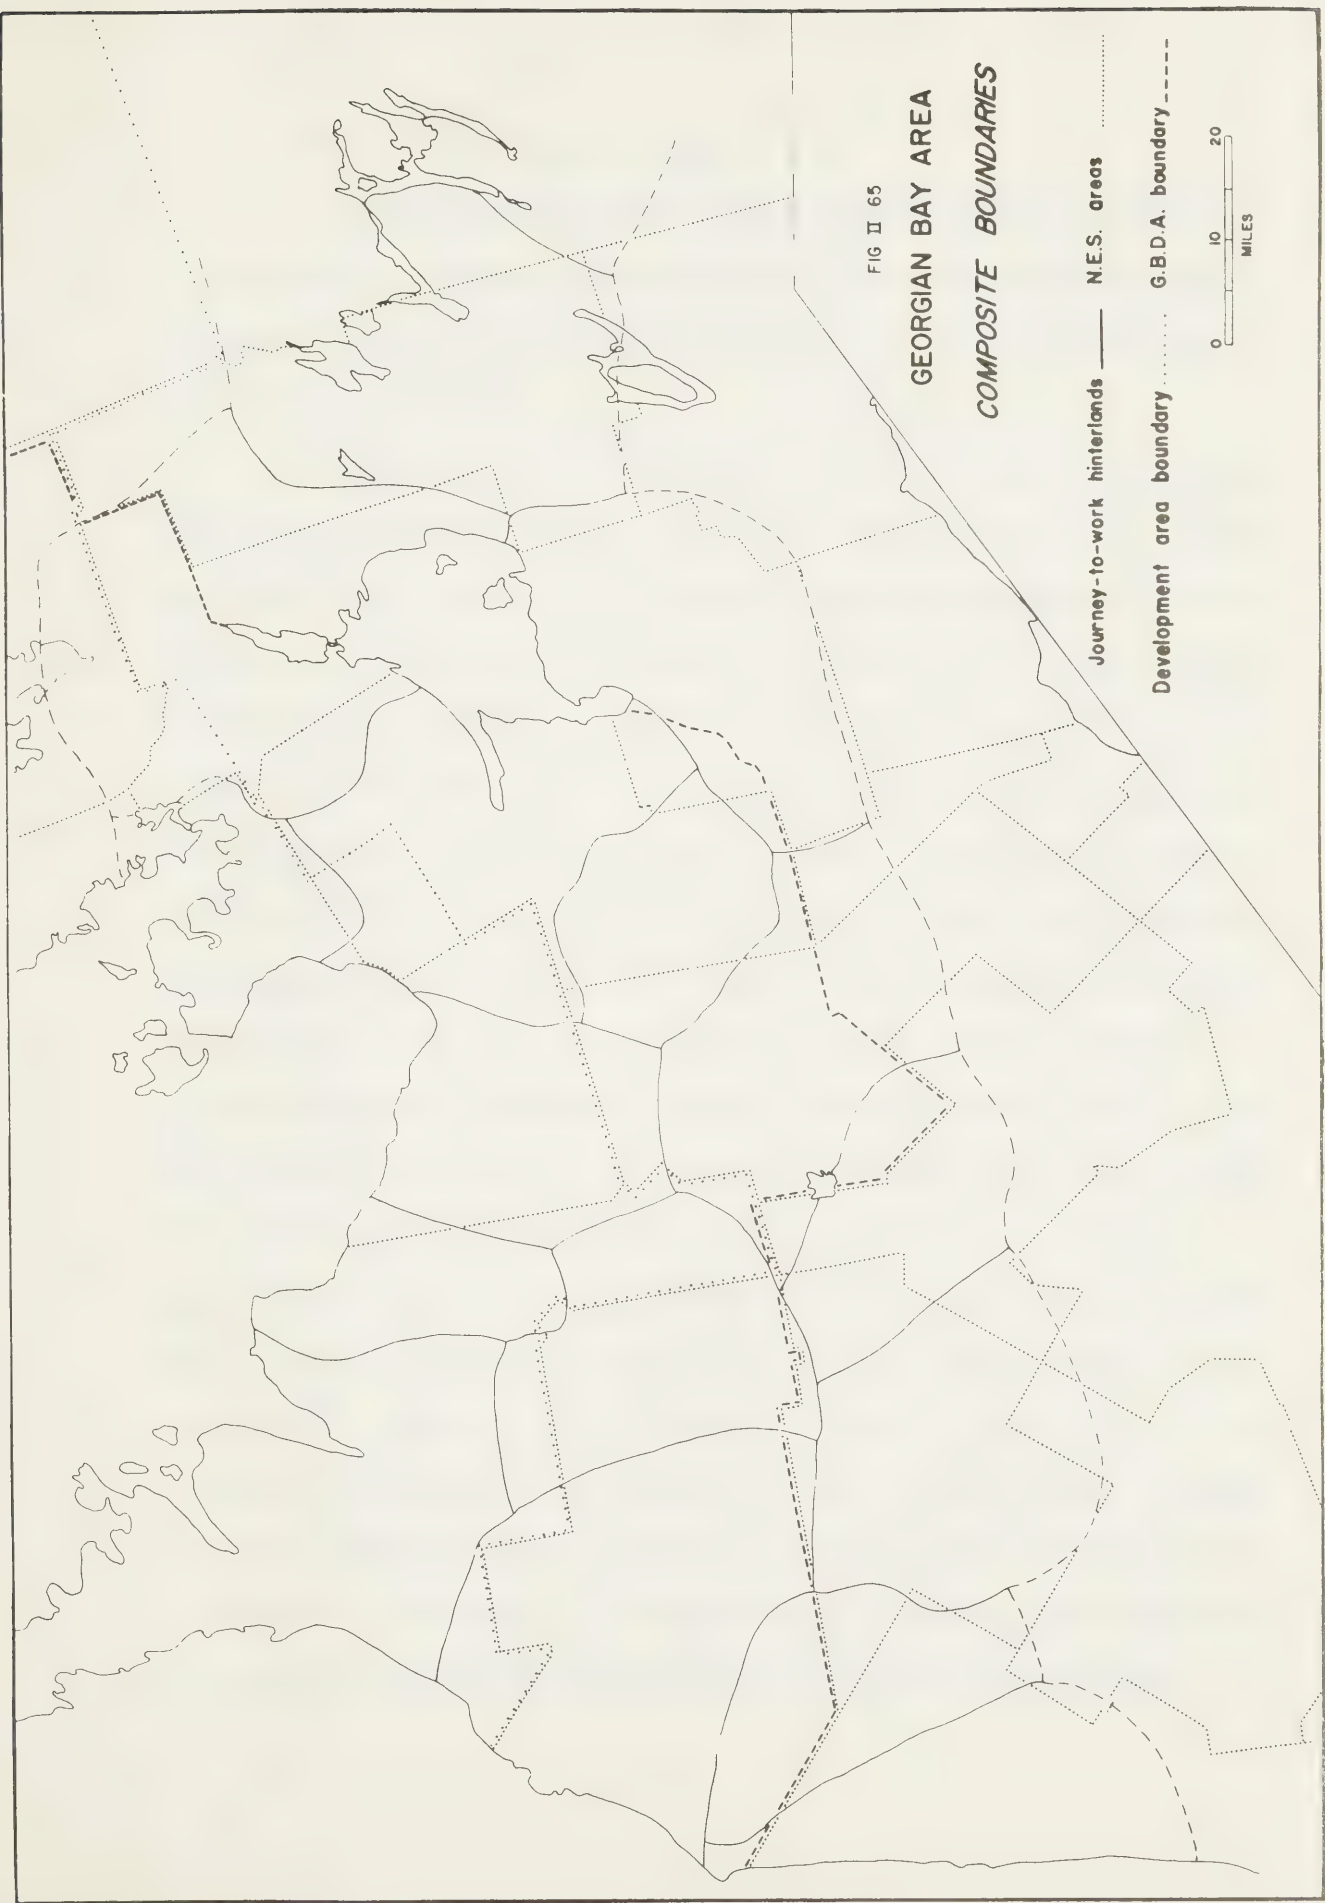 FIG II 65
GEORGIAN BAY AREA
COMPOSITE BOUNDARIES
Journey-to-work hinterlands N.E.S. areas
Development area boundary G.B.D.A. boundary
0 10 20
MILES